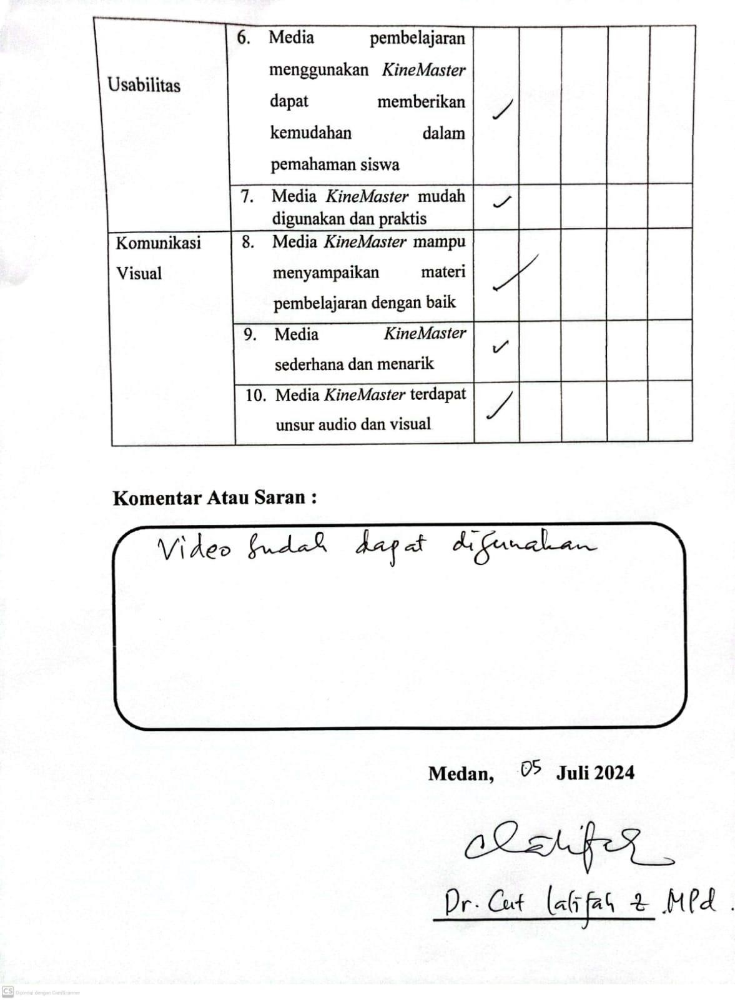 Usabilitas
6. Media pembelajaran
menggunakan KineMaster
dapat memberikan
kemudahan dalam
pemahaman siswa
7. Media KineMaster mudah
digunakan dan praktis
Komunikasi
Visual
8. Media KineMaster mampu
menyampaikan materi
pembelajaran dengan baik
9. Media KineMaster
sederhana dan menarik
10. Media KineMaster terdapat
unsur audio dan visual
Komentar Atau Saran :
Video sudah dapat digunakan
Medan, 05 Juli 2024
Dr. Cut Latifah Z. MPd.
CS Dipindai dengan CamScanner